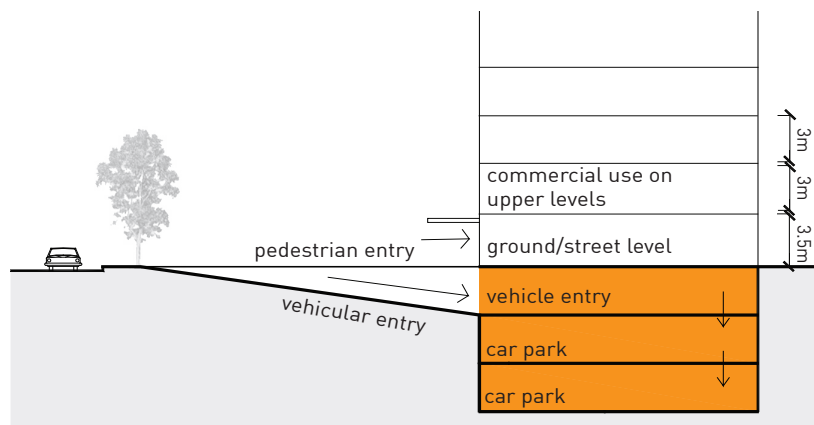 3m
commercial use on
upper levels
3m
pedestrian entry
ground/street level
3.5m
vehicular entry
vehicle entry
car park
car park